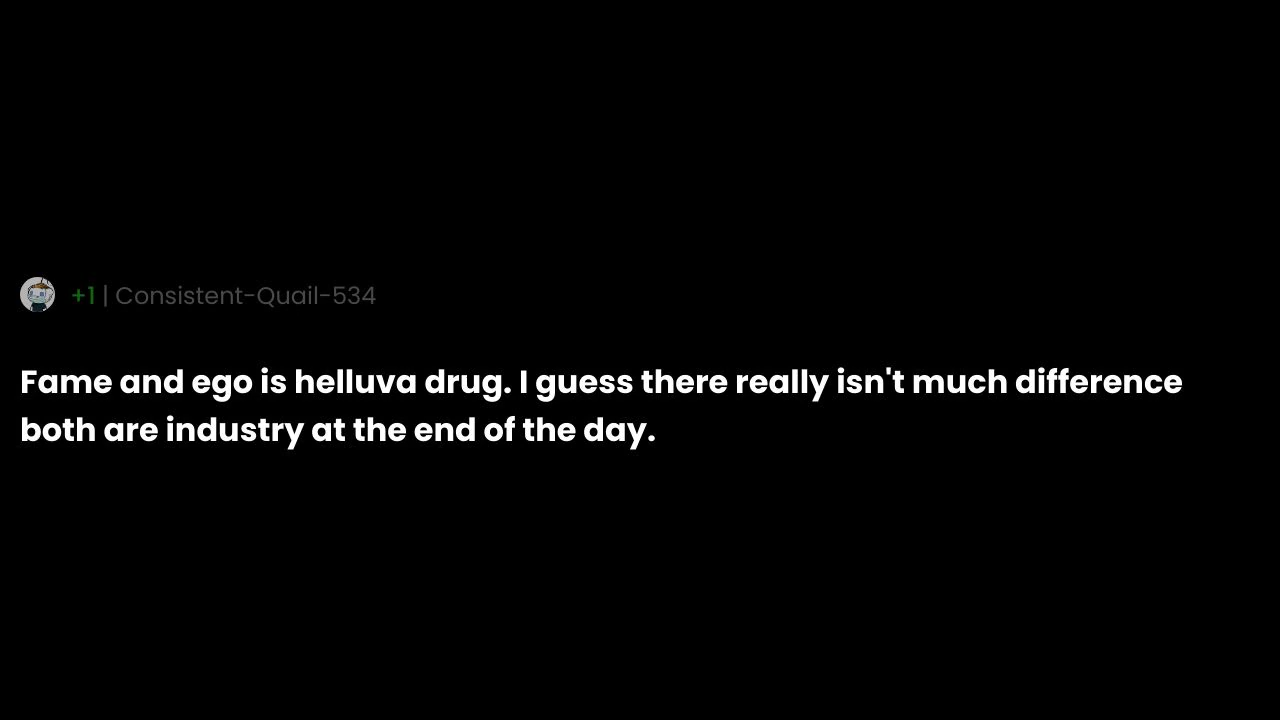 +1 | Consistent-Quail-534
Fame and ego is helluva drug. I guess there really isn't much difference
both are industry at the end of the day.